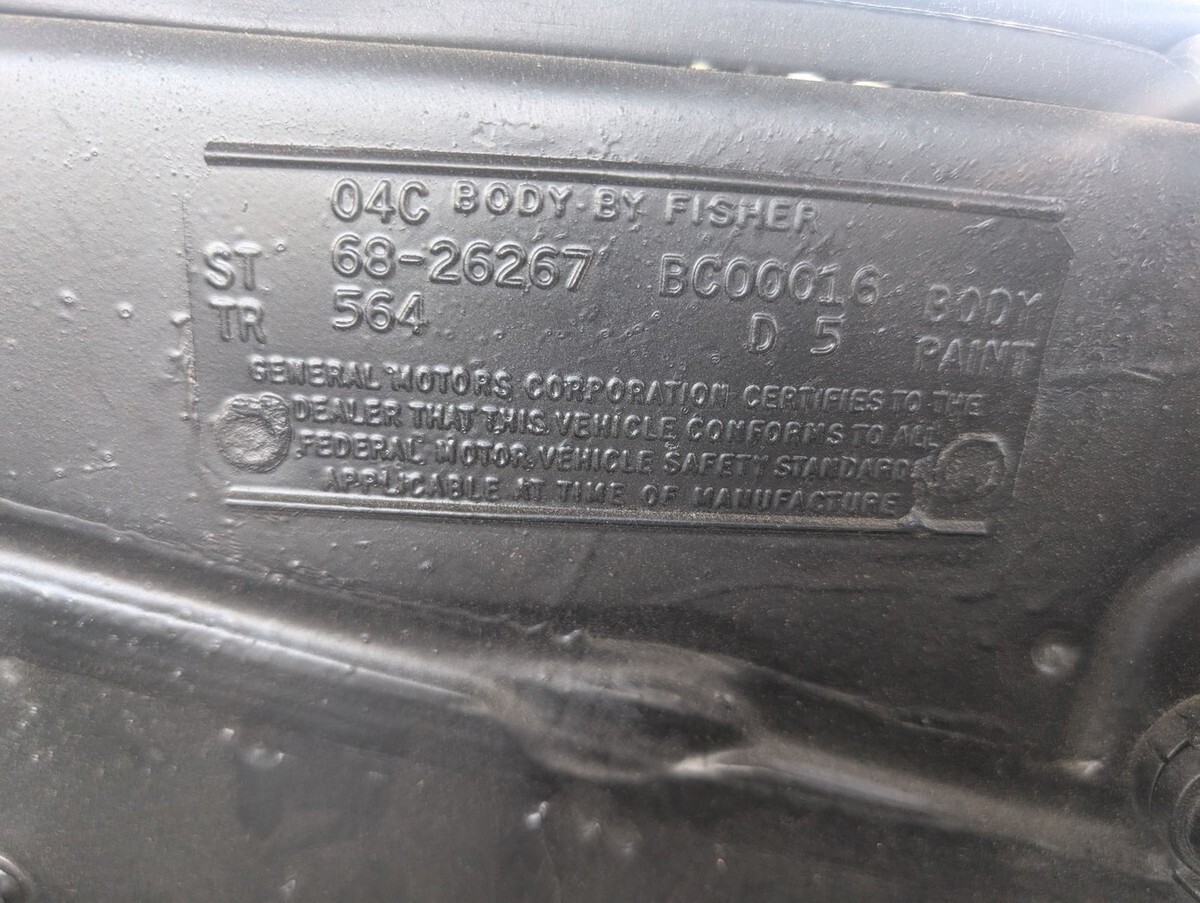 04C BODY BY FISHER
ST 68-26267 BC00016 BODY
TR 564 D 5 PAINT
GENERAL MOTORS CORPORATION CERTIFIES TO THE
DEALER THAT THIS VEHICLE CONFORMS TO ALL
FEDERAL MOTOR VEHICLE SAFETY STANDARDS
APPLICABLE AT TIME OF MANUFACTURE